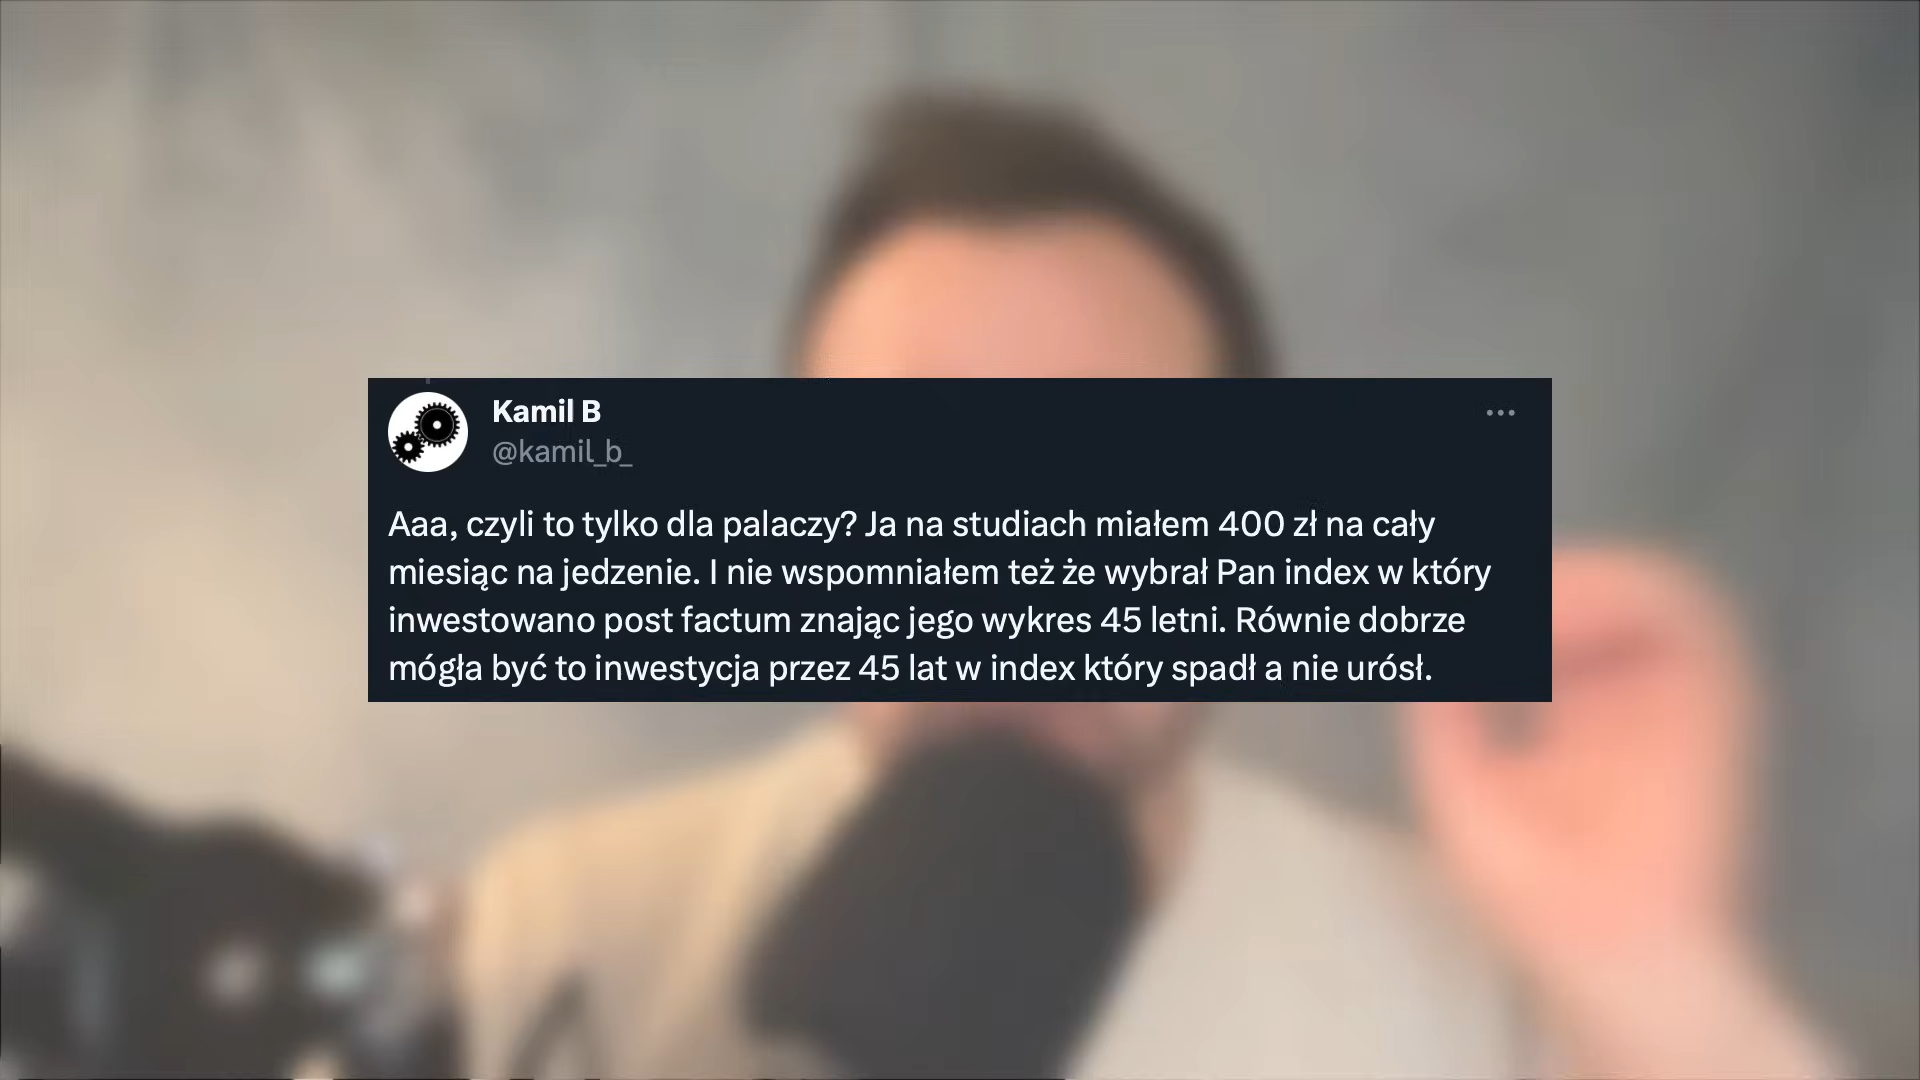 Kamil B
@kamil_b_
Aaa, czyli to tylko dla palaczy? Ja na studiach miałem 400 zł na cały
miesiąc na jedzenie. I nie wspomniałem też że wybrał Pan index w który
inwestowano post factum znając jego wykres 45 letni. Równie dobrze
mógła być to inwestycja przez 45 lat w index który spadł a nie urósł.